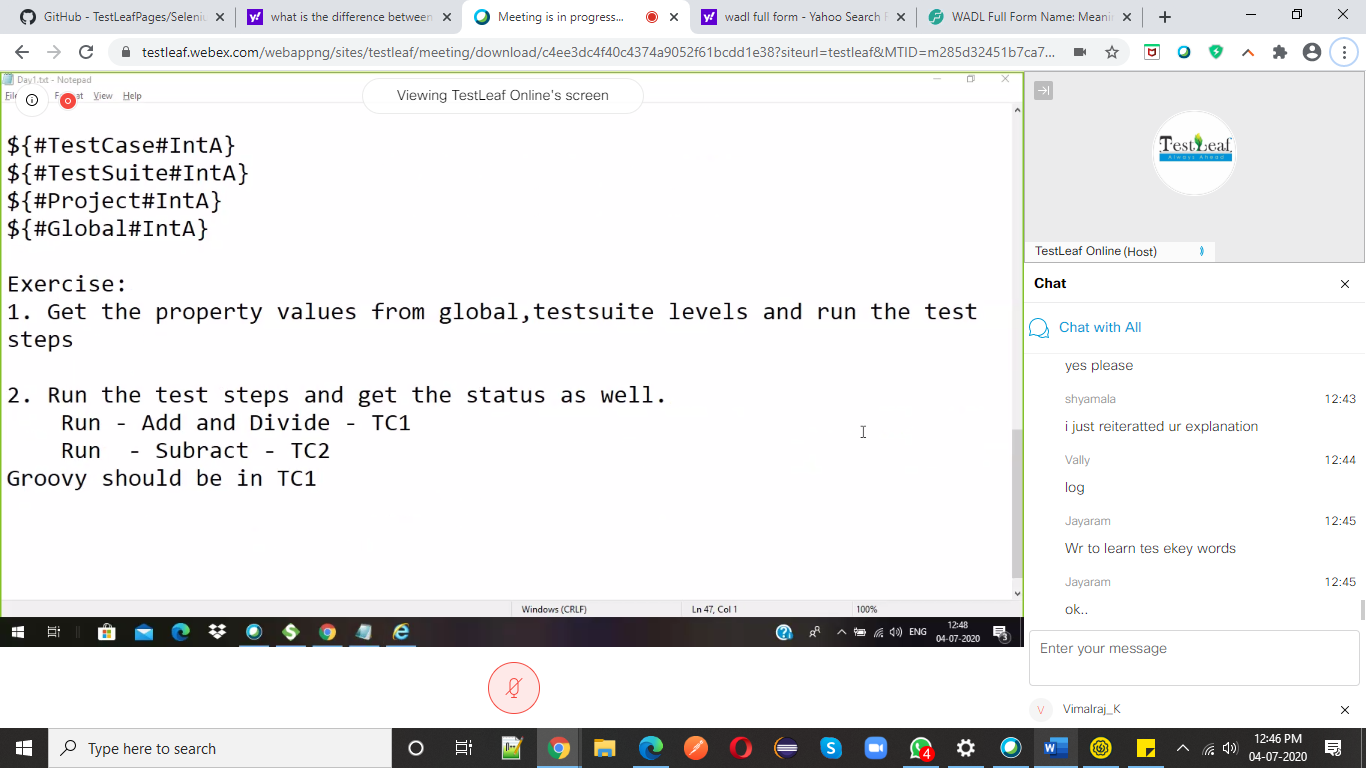 GitHub - TestLeafPages/Seleniu
what is the difference between
Meeting is in progress...
wadl full form - Yahoo Search R
WADL Full Form Name: Meanin
testleaf.webex.com/webappng/sites/testleaf/meeting/download/c4ee3dc4f40c4374a9052f61bcdd1e38?siteurl=testleaf&MTID=m285d32451b7ca7...
Day1.txt - Notepad
View Help
Viewing TestLeaf Online's screen
${#TestCase#IntA}
${#TestSuite#IntA}
${#Project#IntA}
${#Global#IntA}
Exercise:
1. Get the property values from global,testsuite levels and run the test
steps
2. Run the test steps and get the status as well.
Run - Add and Divide - TC1
Run - Subtract - TC2
Groovy should be in TC1
Windows (CRLF)
Ln 47, Col 1
100%
ENG
12:48
04-07-2020
3
TestLeaf
Always Ahead
TestLeaf Online (Host)
Chat
Chat with All
yes please
shyamala 12:43
i just reiteratted ur explanation
Vally 12:44
log
Jayaram 12:45
Wr to learn tes ekey words
Jayaram 12:45
ok..
Enter your message
V Vimalraj_K
Type here to search
4
12:46 PM
04-07-2020